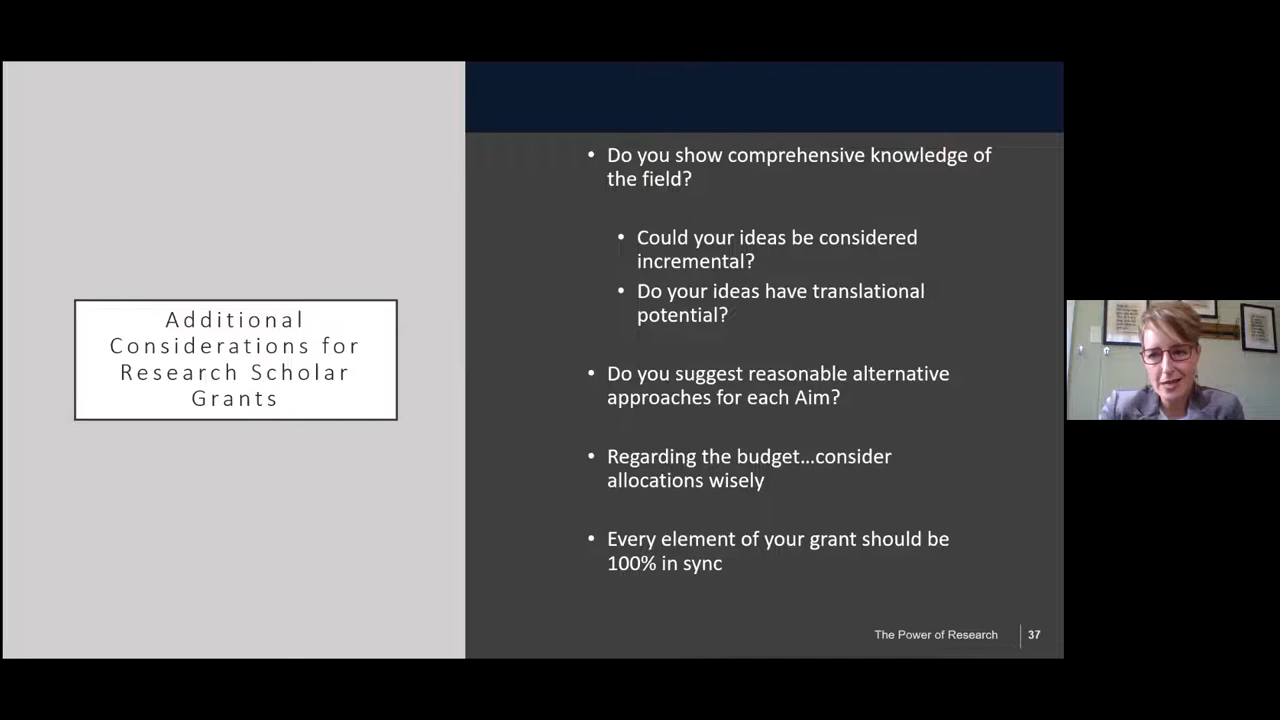 Additional
Considerations for
Research Scholar
Grants
• Do you show comprehensive knowledge of
the field?
• Could your ideas be considered
incremental?
• Do your ideas have translational
potential?
• Do you suggest reasonable alternative
approaches for each Aim?
• Regarding the budget...consider
allocations wisely
• Every element of your grant should be
100% in sync
The Power of Research
37